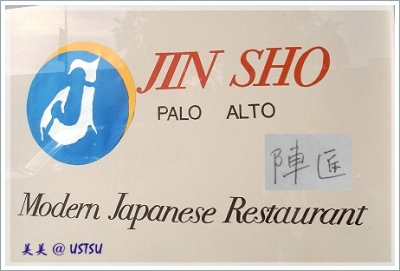 J
JIN SHO
PALO ALTO
陣匠
Modern Japanese Restaurant
美美 @ USTSU